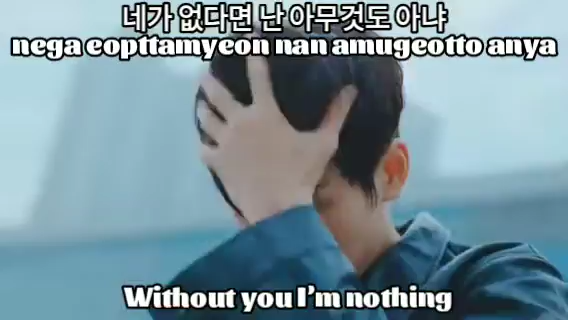 네가 없다면 난 아무것도 아냐
nega eopttamyeon nan amugeotto anya
Without you I'm nothing